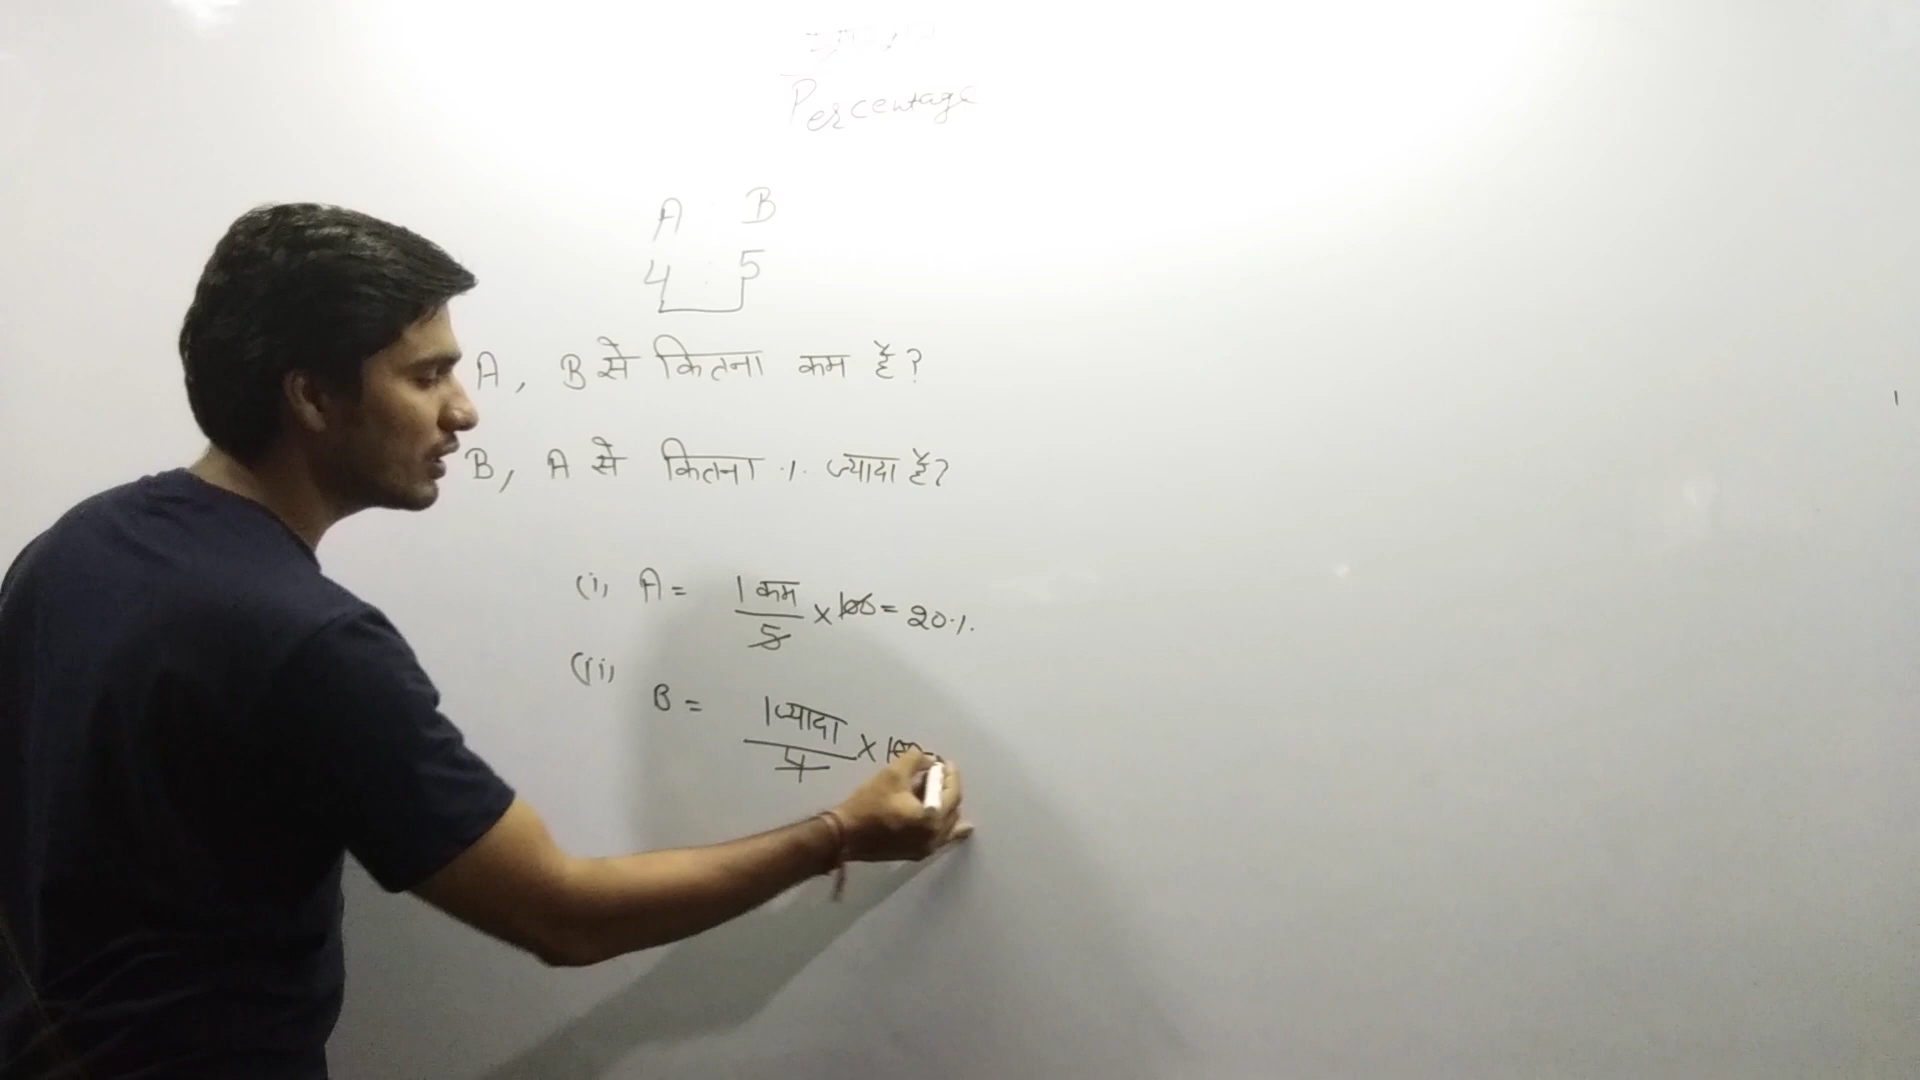 Percentage
A B
4 : 5
A, B से कितना कम है?
B, A से कितना % ज्यादा है?
(i) A = 1 कम / 5 × 100 = 20%.
(ii)
B = 1 ज्यादा / 4 × 100